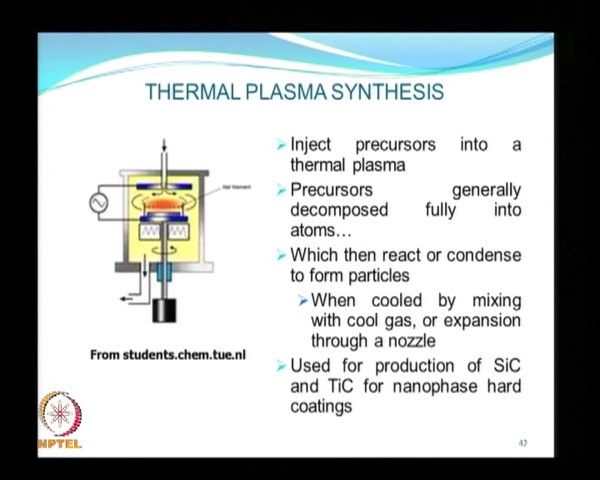 THERMAL PLASMA SYNTHESIS
Inject precursors into a
thermal plasma
Precursors generally
decomposed fully into
atoms…
Which then react or condense
to form particles
When cooled by mixing
with cool gas, or expansion
through a nozzle
Used for production of SiC
and TiC for nanophase hard
coatings
From students.chem.tue.nl
NPTEL
42